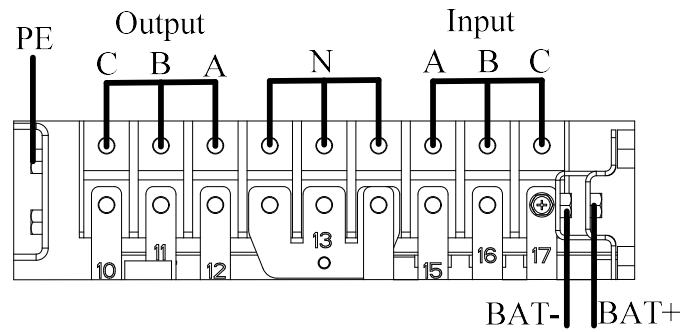 Output
Input
PE
C B A
N
A B C
10 11 12 13 15 16 17
BAT- BAT+